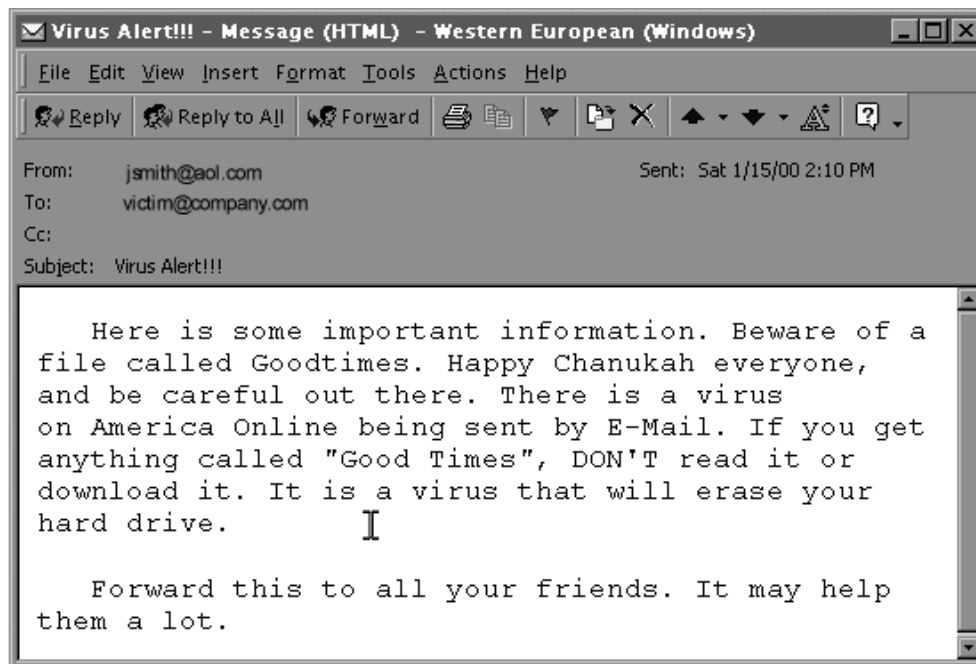 Virus Alert!!! - Message (HTML) - Western European (Windows)
File Edit View Insert Format Tools Actions Help
Reply Reply to All Forward
From: jsmith@aol.com Sent: Sat 1/15/00 2:10 PM
To: victim@company.com
Cc:
Subject: Virus Alert!!!
Here is some important information. Beware of a
file called Goodtimes. Happy Chanukah everyone,
and be careful out there. There is a virus
on America Online being sent by E-Mail. If you get
anything called "Good Times", DON'T read it or
download it. It is a virus that will erase your
hard drive.
Forward this to all your friends. It may help
them a lot.